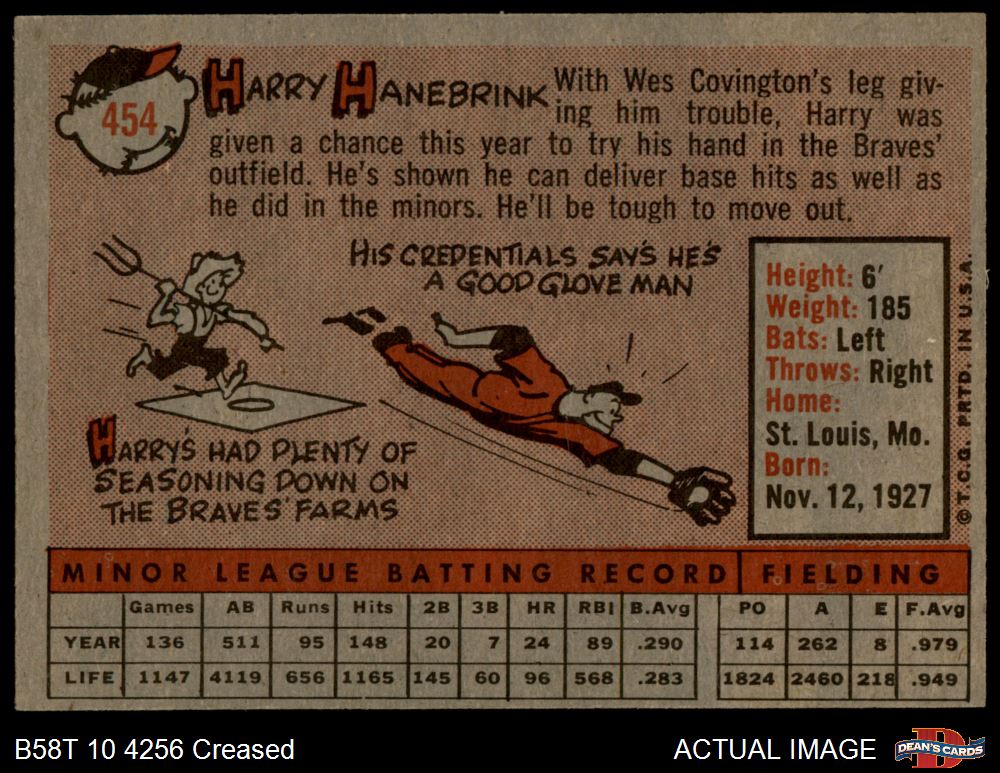 454
HARRY HANEBRINK
With Wes Covington's leg giv-
ing him trouble, Harry was
given a chance this year to try his hand in the Braves'
outfield. He's shown he can deliver base hits as well as
he did in the minors. He'll be tough to move out.
HIS CREDENTIALS SAYS HE'S
A GOOD GLOVE MAN
HARRY'S HAD PLENTY OF
SEASONING DOWN ON
THE BRAVES' FARMS
Height: 6'
Weight: 185
Bats: Left
Throws: Right
Home:
St. Louis, Mo.
Born:
Nov. 12, 1927
© T.C.G. PRTD. IN U.S.A.
MINOR LEAGUE BATTING RECORD FIELDING
Games AB Runs Hits 2B 3B HR RBI B.Avg PO A E F.Avg
YEAR 136 511 95 148 20 7 24 89 .290 114 262 8 .979
LIFE 1147 4119 656 1165 145 60 96 568 .283 1824 2460 218 .949
B58T 10 4256 Creased
ACTUAL IMAGE
D
DEAN'S CARDS